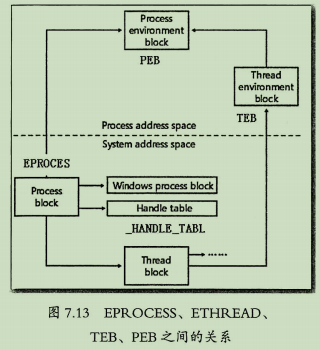 Process
environment
block
PEB
Thread
environment
block
TEB
Process address space
System address space
EPROCES
Process
block
Windows process block
Handle table
_HANDLE_TABL
Thread
block
......
图 7.13 EPROCESS、ETHREAD、
TEB、PEB 之间的关系